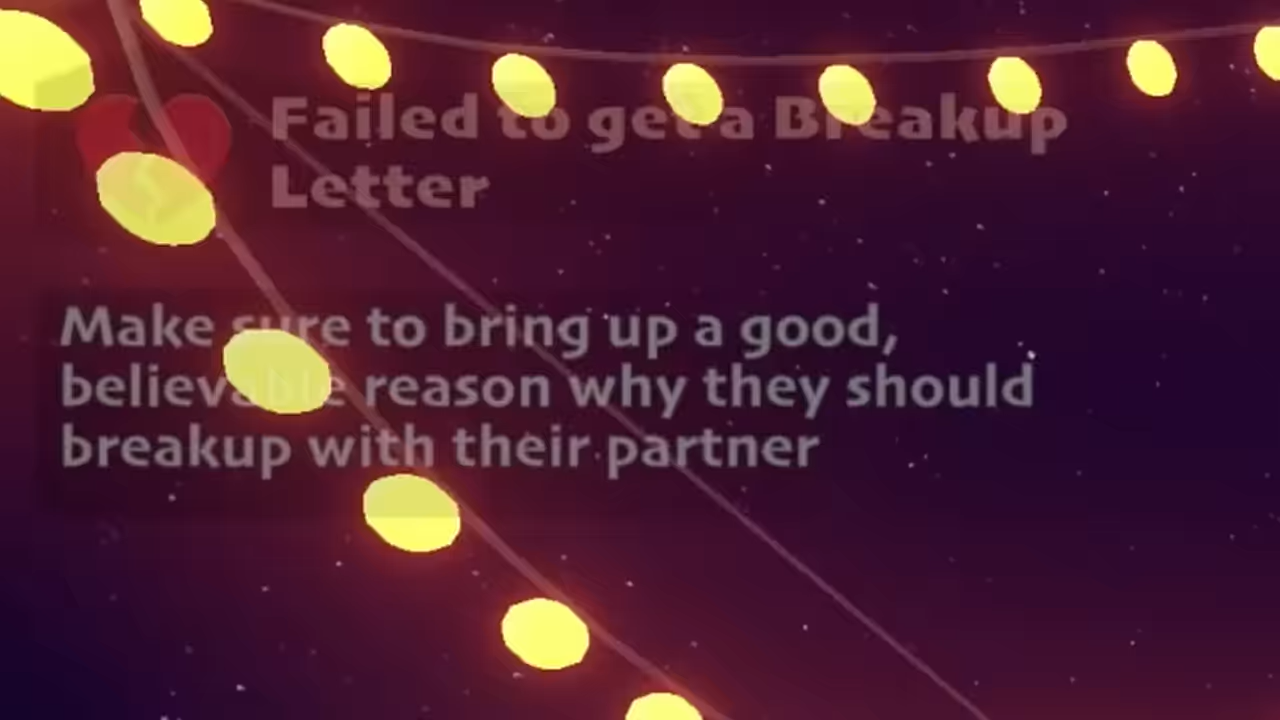 Failed to get a Breakup
Letter
Make sure to bring up a good,
believable reason why they should
breakup with their partner